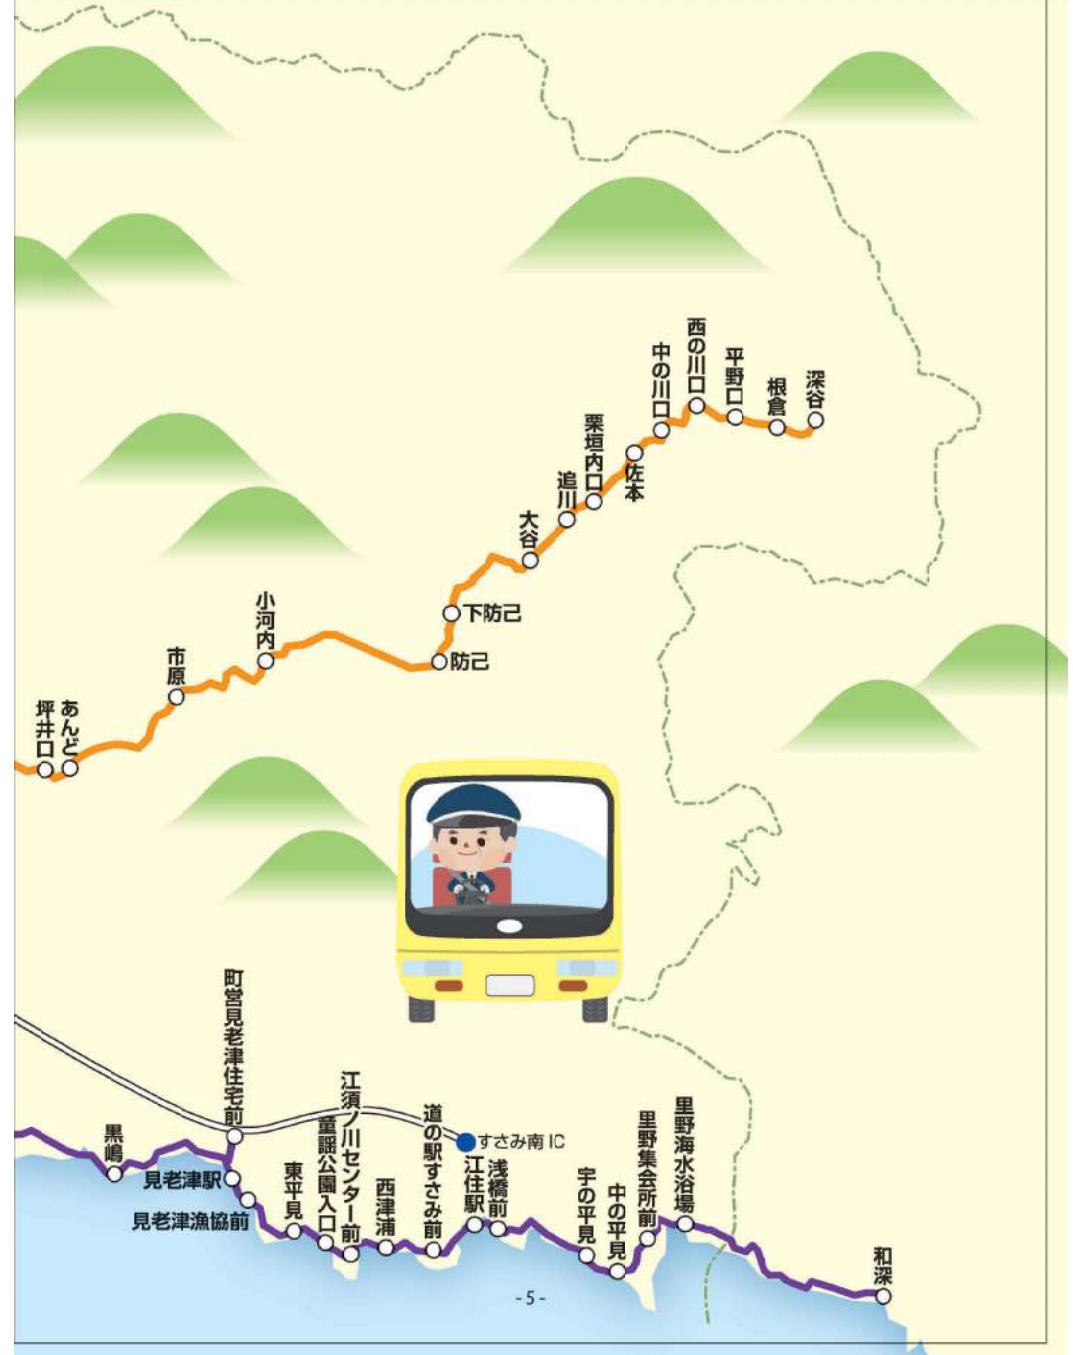 西の川口
中の川口
平野口
深谷
根倉
栗垣内口
佐本
追川
大谷
小河内
下防己
市原
防己
坪井口
あんど
町営見老津住宅前
江須ノ川センター前
童謡公園入口
道の駅すさみ前
里野海水浴場
里野集会所前
黒嶋
すさみ南 IC
東平見
江住駅
浅橋前
見老津駅
宇の平見
西津浦
中の平見
見老津漁協前
和深
- 5 -